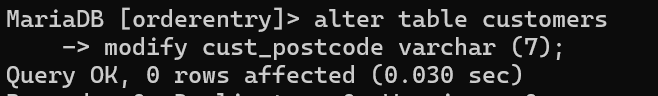 MariaDB [orderentry]> alter table customers
    -> modify cust_postcode varchar (7);
Query OK, 0 rows affected (0.030 sec)